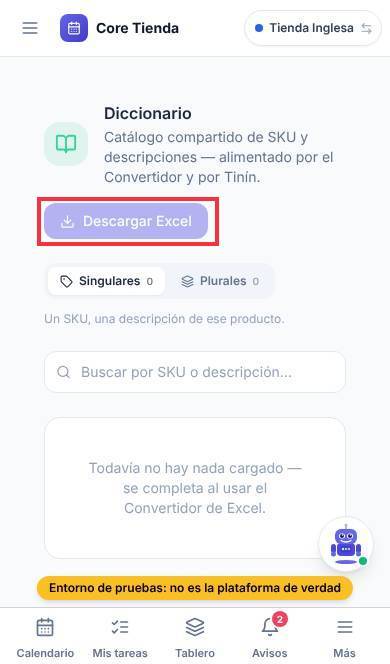 Core Tienda
Tienda Inglesa
Diccionario
Catálogo compartido de SKU y
descripciones — alimentado por el
Convertidor y por Tinín.
Descargar Excel
Singulares 0
Plurales 0
Un SKU, una descripción de ese producto.
Buscar por SKU o descripción...
Todavía no hay nada cargado —
se completa al usar el
Convertidor de Excel.
Entorno de pruebas: no es la plataforma de verdad
2
Calendario
Mis tareas
Tablero
Avisos
Más